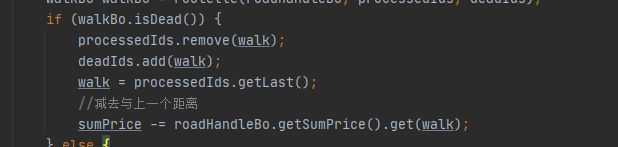 WalkBo walkBo = roulette(roadHandleBo, processedIds, deadIds);
if (walkBo.isDead()) {
processedIds.remove(walk);
deadIds.add(walk);
walk = processedIds.getLast();
//减去与上一个距离
sumPrice -= roadHandleBo.getSumPrice().get(walk);
} else {